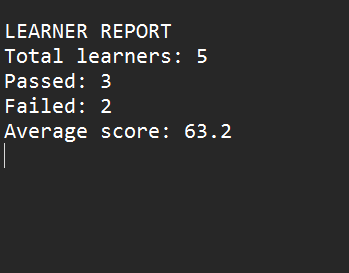 LEARNER REPORT
Total learners: 5
Passed: 3
Failed: 2
Average score: 63.2